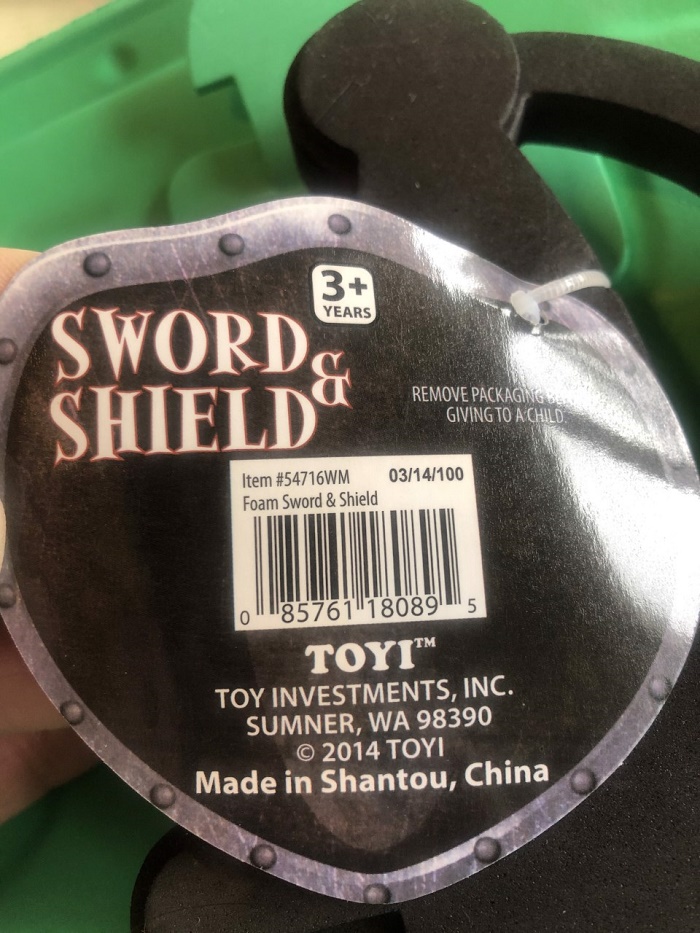 3+
YEARS
SWORD &
SHIELD
REMOVE PACKAGING
GIVING TO A CHILD
Item #54716WM 03/14/100
Foam Sword & Shield
0 85761 18089 5
TOYI™
TOY INVESTMENTS, INC.
SUMNER, WA 98390
© 2014 TOYI
Made in Shantou, China